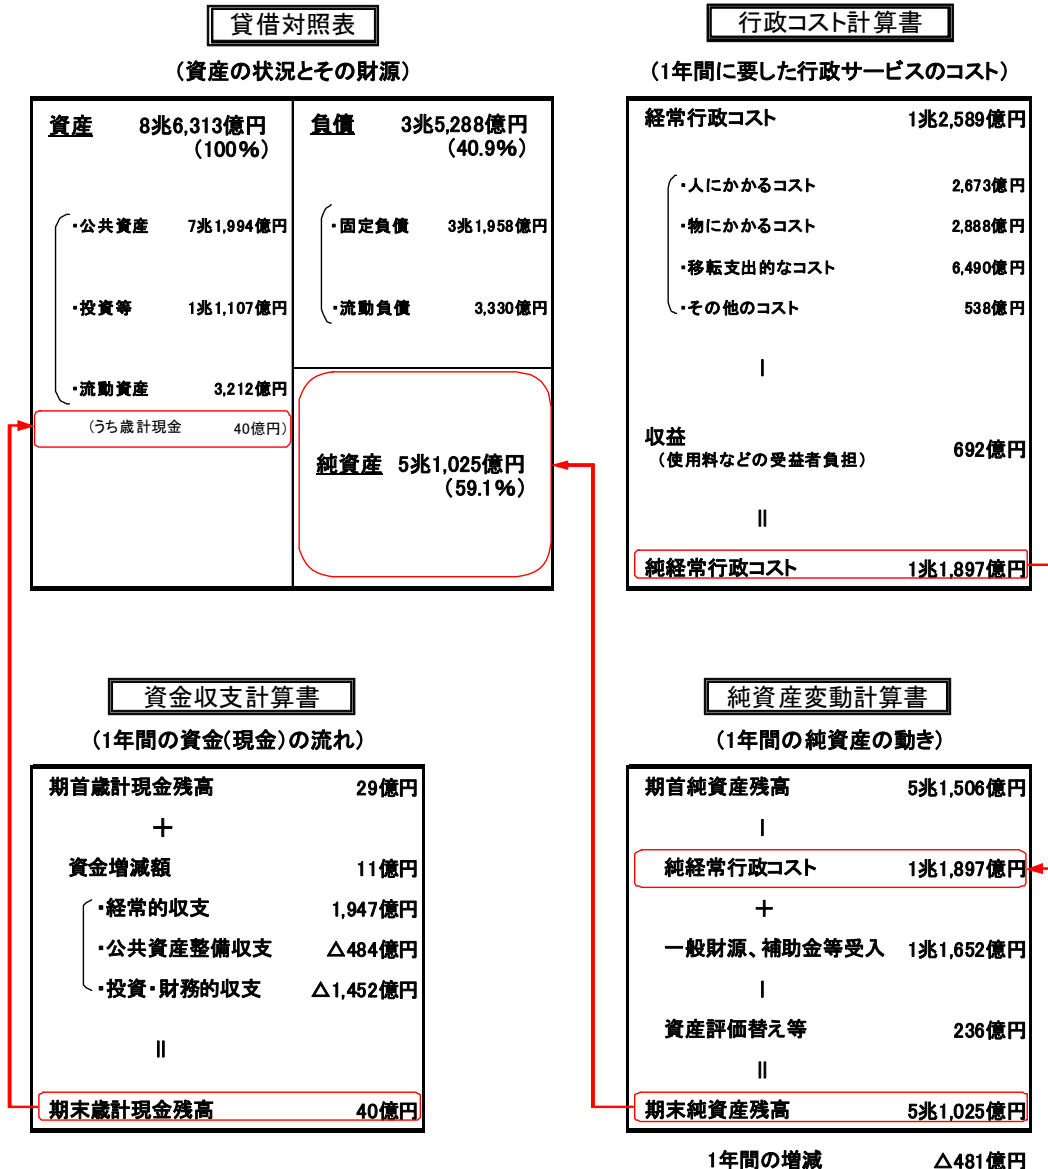 貸借対照表
(資産の状況とその財源)
資産 8兆6,313億円
(100%)
・公共資産 7兆1,994億円
・投資等 1兆1,107億円
・流動資産 3,212億円
(うち歳計現金 40億円)
負債 3兆5,288億円
(40.9%)
・固定負債 3兆1,958億円
・流動負債 3,330億円
純資産 5兆1,025億円
(59.1%)
行政コスト計算書
(1年間に要した行政サービスのコスト)
経常行政コスト 1兆2,589億円
・人にかかるコスト 2,673億円
・物にかかるコスト 2,888億円
・移転支出的なコスト 6,490億円
・その他のコスト 538億円
－
収益 692億円
(使用料などの受益者負担)
＝
純経常行政コスト 1兆1,897億円
資金収支計算書
(1年間の資金(現金)の流れ)
期首歳計現金残高 29億円
＋
資金増減額 11億円
・経常的収支 1,947億円
・公共資産整備収支 △484億円
・投資・財務的収支 △1,452億円
＝
期末歳計現金残高 40億円
純資産変動計算書
(1年間の純資産の動き)
期首純資産残高 5兆1,506億円
－
純経常行政コスト 1兆1,897億円
＋
一般財源、補助金等受入 1兆1,652億円
－
資産評価替え等 236億円
＝
期末純資産残高 5兆1,025億円
1年間の増減 △481億円